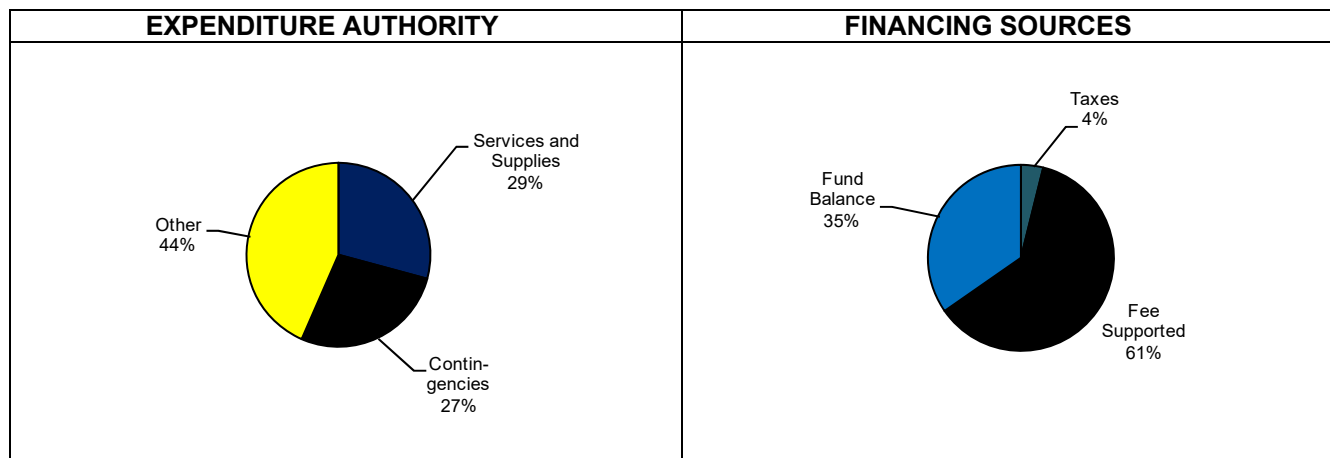 EXPENDITURE AUTHORITY
Services and
Supplies
29%
Other
44%
Contin-
gencies
27%
FINANCING SOURCES
Taxes
4%
Fund
Balance
35%
Fee
Supported
61%